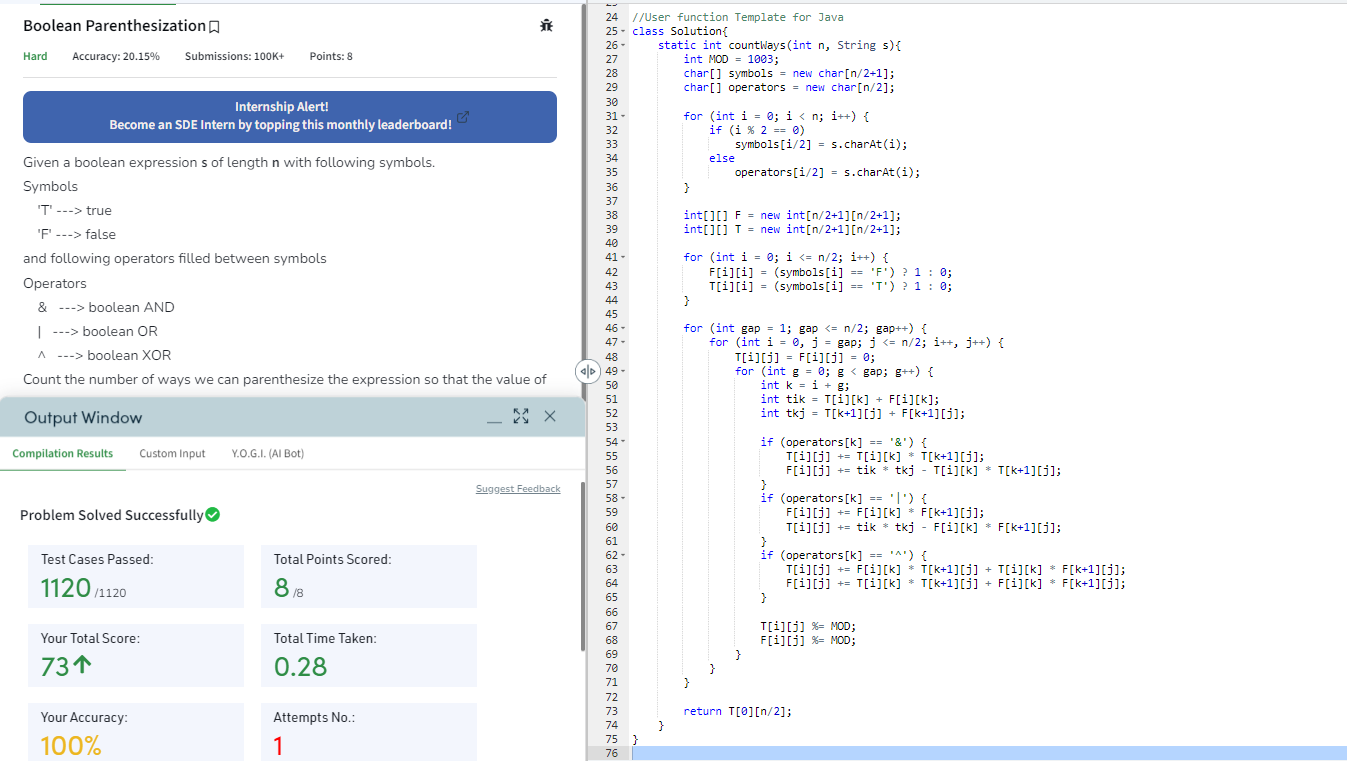 Boolean Parenthesization
Hard Accuracy: 20.15% Submissions: 100K+ Points: 8
Internship Alert!
Become an SDE Intern by topping this monthly leaderboard!
Given a boolean expression s of length n with following symbols.
Symbols
'T' ---> true
'F' ---> false
and following operators filled between symbols
Operators
& ---> boolean AND
| ---> boolean OR
^ ---> boolean XOR
Count the number of ways we can parenthesize the expression so that the value of
Output Window
Compilation Results Custom Input Y.O.G.I. (AI Bot)
Suggest Feedback
Problem Solved Successfully
Test Cases Passed:
1120 /1120
Total Points Scored:
8 /8
Your Total Score:
73
Total Time Taken:
0.28
Your Accuracy:
100%
Attempts No.:
1
24 //User function Template for Java
25 class Solution{
26 static int countWays(int n, String s){
27 int MOD = 1003;
28 char[] symbols = new char[n/2+1];
29 char[] operators = new char[n/2];
30
31 for (int i = 0; i < n; i++) {
32 if (i % 2 == 0)
33 symbols[i/2] = s.charAt(i);
34 else
35 operators[i/2] = s.charAt(i);
36 }
37
38 int[][] F = new int[n/2+1][n/2+1];
39 int[][] T = new int[n/2+1][n/2+1];
40
41 for (int i = 0; i <= n/2; i++) {
42 F[i][i] = (symbols[i] == 'F') ? 1 : 0;
43 T[i][i] = (symbols[i] == 'T') ? 1 : 0;
44 }
45
46 for (int gap = 1; gap <= n/2; gap++) {
47 for (int i = 0, j = gap; j <= n/2; i++, j++) {
48 T[i][j] = F[i][j] = 0;
49 for (int g = 0; g < gap; g++) {
50 int k = i + g;
51 int tik = T[i][k] + F[i][k];
52 int tkj = T[k+1][j] + F[k+1][j];
53
54 if (operators[k] == '&') {
55 T[i][j] += T[i][k] * T[k+1][j];
56 F[i][j] += tik * tkj - T[i][k] * T[k+1][j];
57 }
58 if (operators[k] == '|') {
59 F[i][j] += F[i][k] * F[k+1][j];
60 T[i][j] += tik * tkj - F[i][k] * F[k+1][j];
61 }
62 if (operators[k] == '^') {
63 T[i][j] += F[i][k] * T[k+1][j] + T[i][k] * F[k+1][j];
64 F[i][j] += T[i][k] * T[k+1][j] + F[i][k] * F[k+1][j];
65 }
66
67 T[i][j] %= MOD;
68 F[i][j] %= MOD;
69 }
70 }
71 }
72
73 return T[0][n/2];
74 }
75 }
76